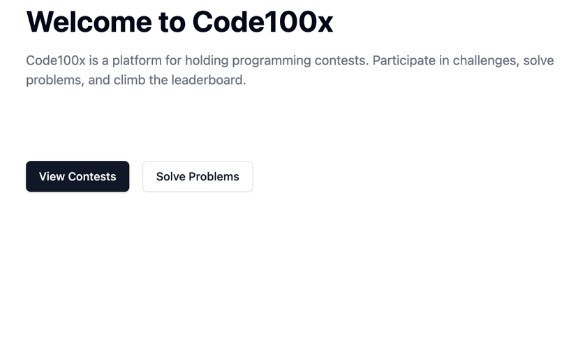 Welcome to Code100x
Code100x is a platform for holding programming contests. Participate in challenges, solve
problems, and climb the leaderboard.
View Contests
Solve Problems